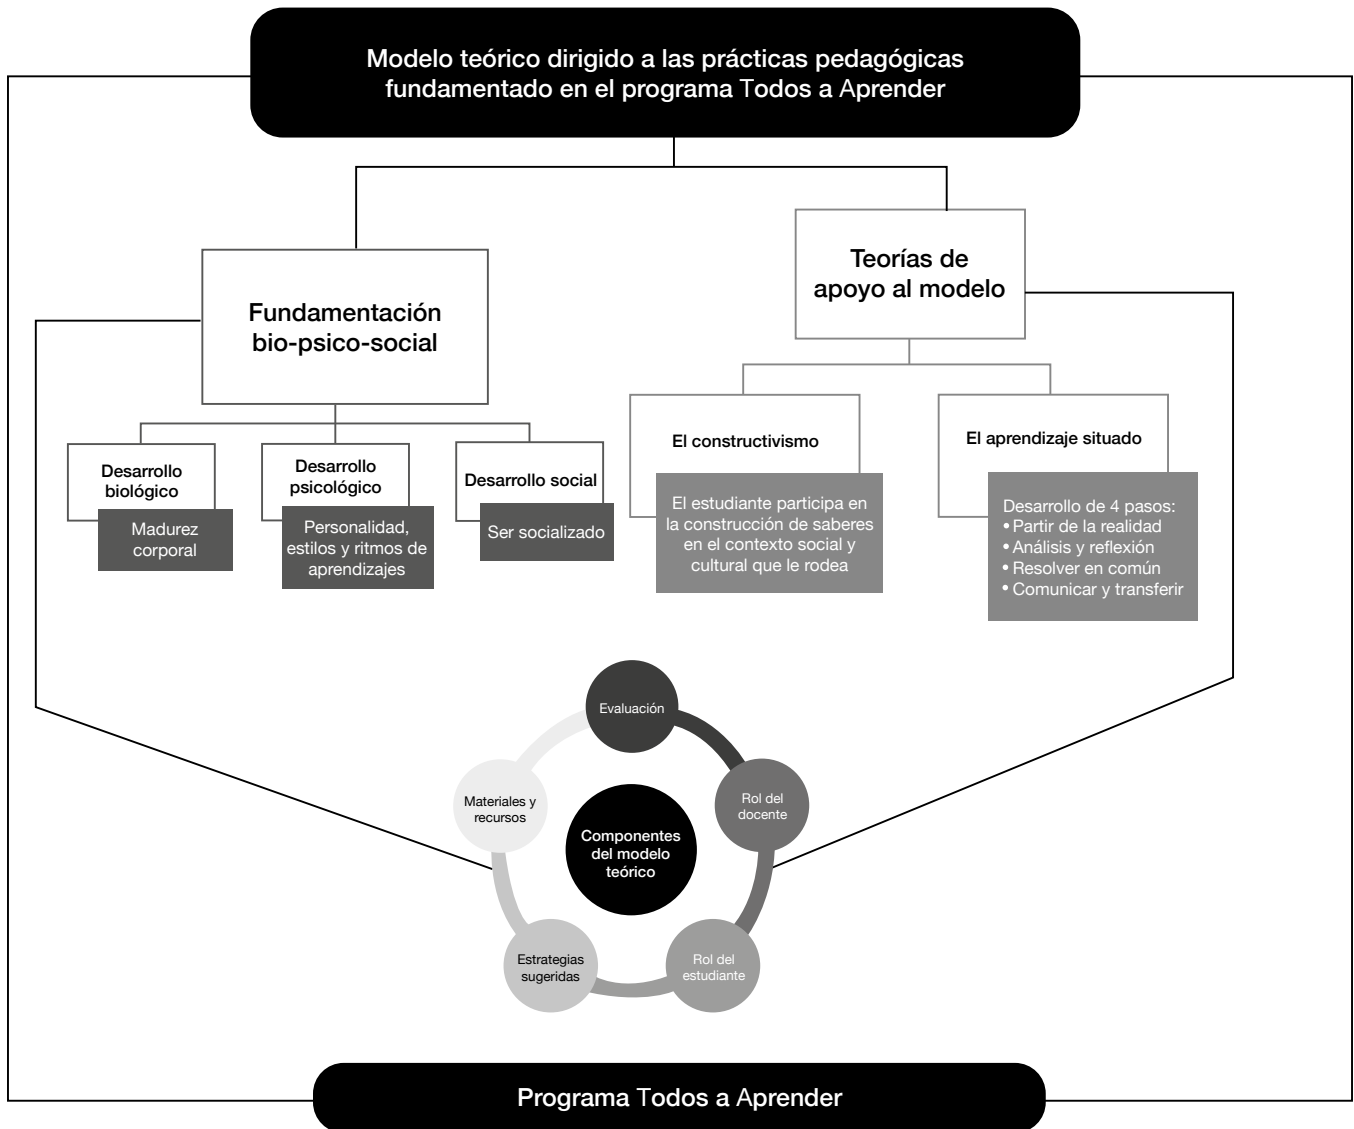 Modelo teórico dirigido a las prácticas pedagógicas
fundamentado en el programa Todos a Aprender
Teorías de
apoyo al modelo
Fundamentación
bio-psico-social
Desarrollo
biológico
Madurez
corporal
Desarrollo
psicológico
Personalidad,
estilos y ritmos de
aprendizajes
Desarrollo social
Ser socializado
El constructivismo
El estudiante participa en
la construcción de saberes
en el contexto social y
cultural que le rodea
El aprendizaje situado
Desarrollo de 4 pasos:
• Partir de la realidad
• Análisis y reflexión
• Resolver en común
• Comunicar y transferir
Evaluación
Materiales y
recursos
Rol del
docente
Componentes
del modelo
teórico
Estrategias
sugeridas
Rol del
estudiante
Programa Todos a Aprender